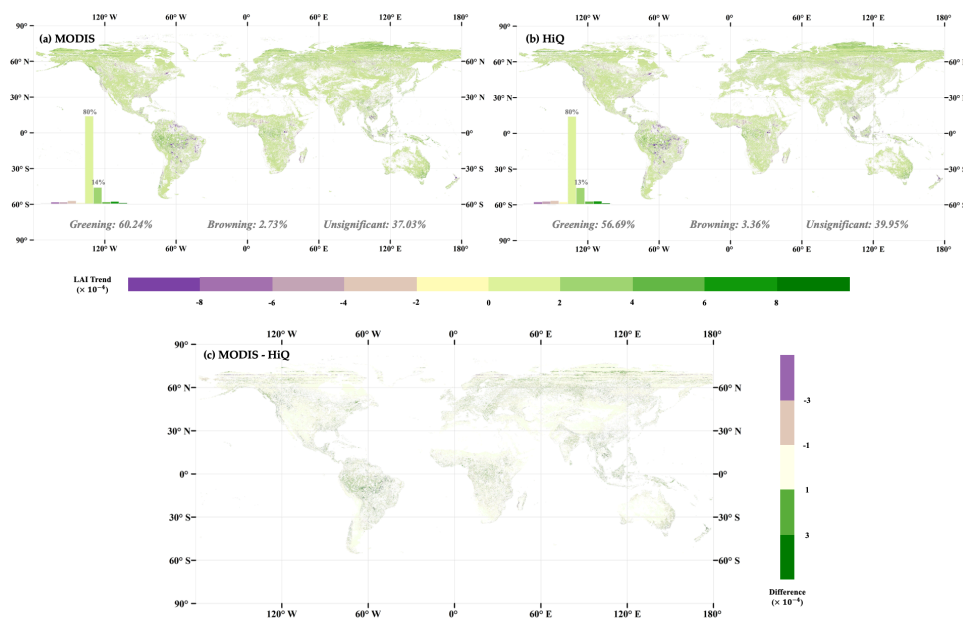 120° W 60° W 0° 60° E 120° E 180°
90°
(a) MODIS
60° N
30° N
0°
30° S
60° S
90°
80%
14%
Greening: 60.24% Browning: 2.73% Unsignificant: 37.03%
120° W 60° W 0° 60° E 120° E 180°
60° N
30° N
0°
30° S
60° S
120° W 60° W 0° 60° E 120° E 180°
90°
(b) HiQ
80%
13%
Greening: 56.69% Browning: 3.36% Unsignificant: 39.95%
90°
120° W 60° W 0° 60° E 120° E 180°
60° N
30° N
0°
30° S
60° S
LAI Trend
(× 10⁻⁴)
-8 -6 -4 -2 0 2 4 6 8
120° W 60° W 0° 60° E 120° E 180°
90°
(c) MODIS - HiQ
60° N 60° N
30° N 30° N
0° 0°
30° S 30° S
60° S 60° S
90°
120° W 60° W 0° 60° E 120° E 180°
-3
-1
1
3
Difference
(× 10⁻⁴)